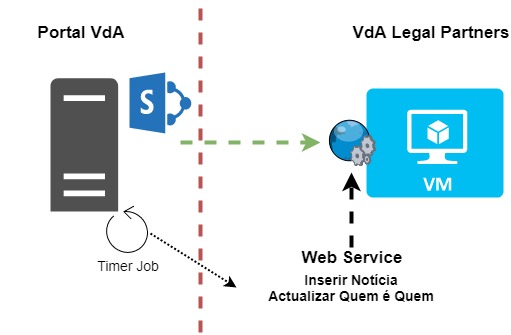 Portal VdA
VdA Legal Partners
S
VM
Timer Job
Web Service
Inserir Notícia
Actualizar Quem é Quem